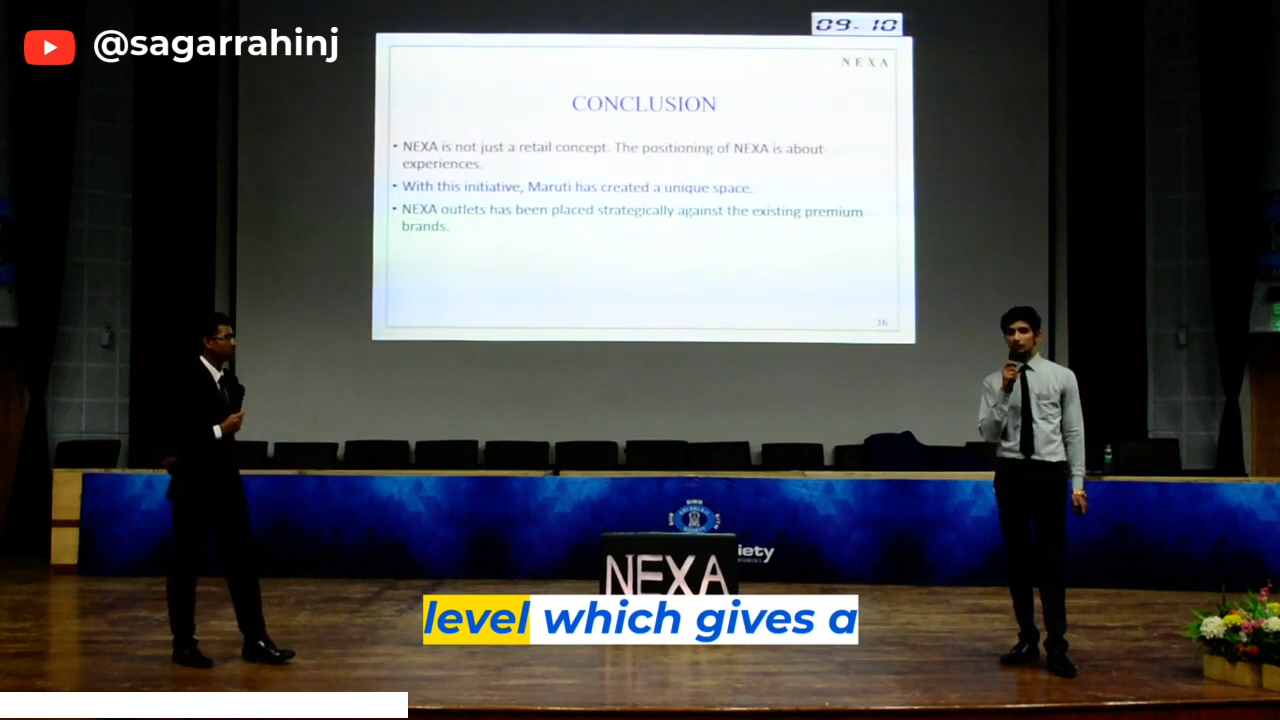 @sagarrahinj
09- 10
NEXA
CONCLUSION
• NEXA is not just a retail concept. The positioning of NEXA is about
experiences.
• With this initiative, Maruti has created a unique space.
• NEXA outlets has been placed strategically against the existing premium
brands.
16
iety
NEXA
level which gives a